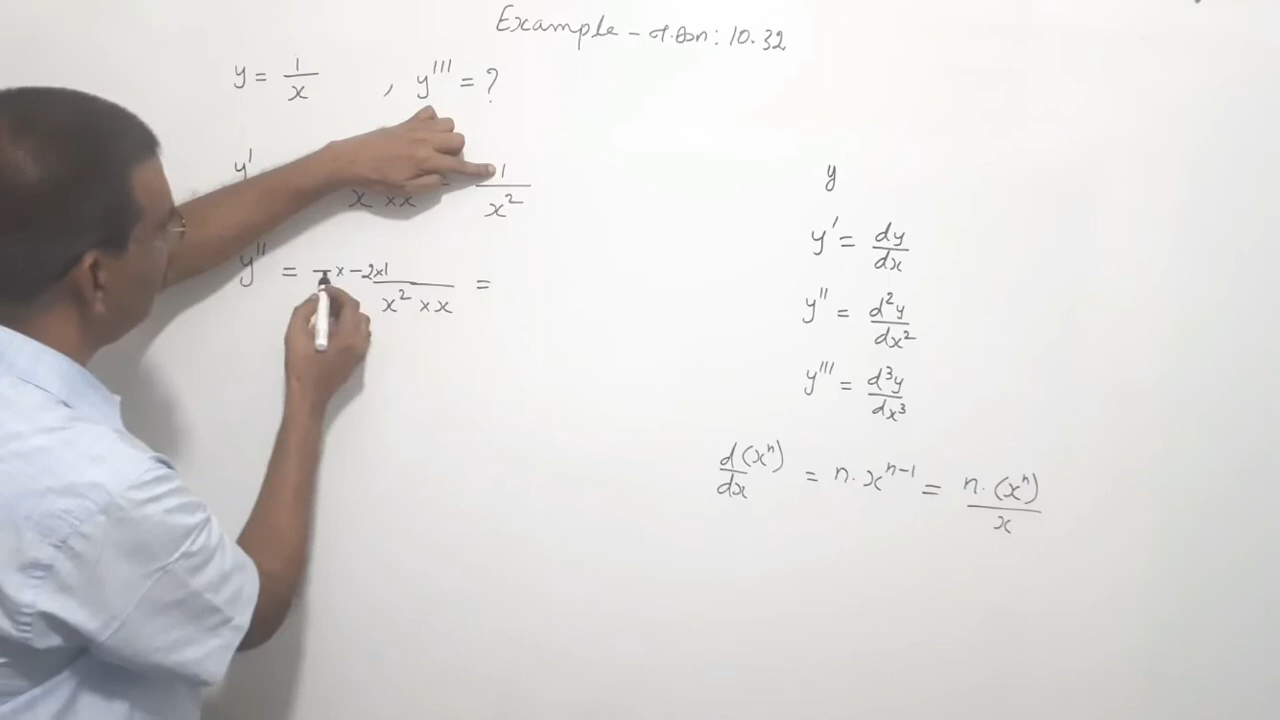 Example - 10.32
y = 1/x , y''' = ?
y' x × x = 1/x²
y'' = - × -2×1/x² × x =
y
y' = dy/dx
y'' = d²y/dx²
y''' = d³y/dx³
d(xⁿ)/dx = n. xⁿ⁻¹ = n. (xⁿ)/x